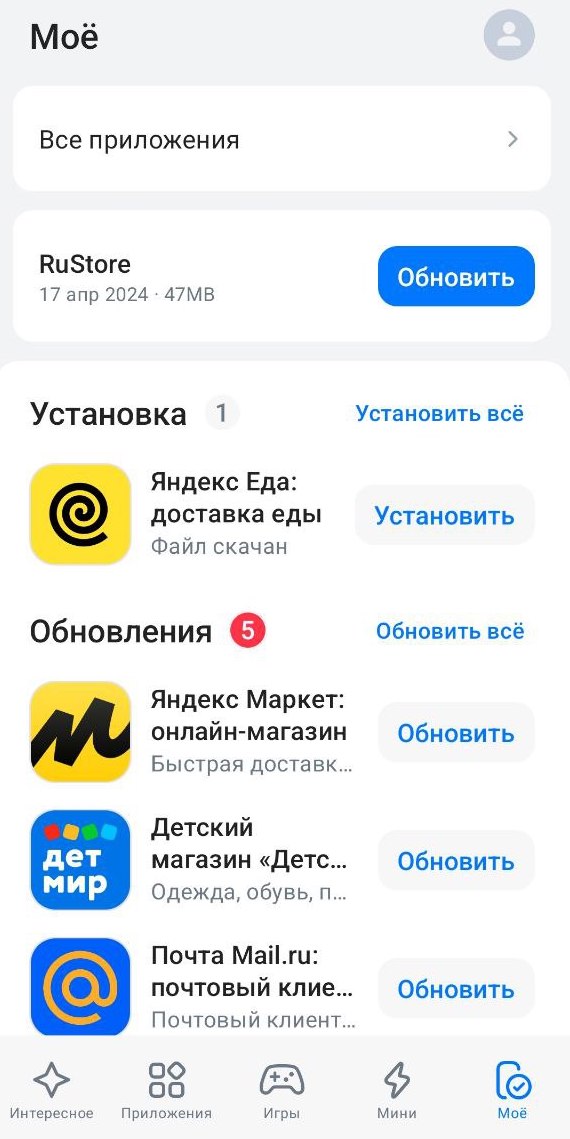 Моё
Все приложения
RuStore
17 апр 2024 · 47MB
Обновить
Установка 1
Установить всё
Яндекс Еда:
доставка еды
Файл скачан
Установить
Обновления 5
Обновить всё
Яндекс Маркет:
онлайн-магазин
Быстрая доставк...
Обновить
дет
мир
Детский
магазин «Детс...
Одежда, обувь, п...
Обновить
Почта Mail.ru:
почтовый клие...
Почтовый клиент...
Обновить
Интересное
Приложения
Игры
Мини
Моё